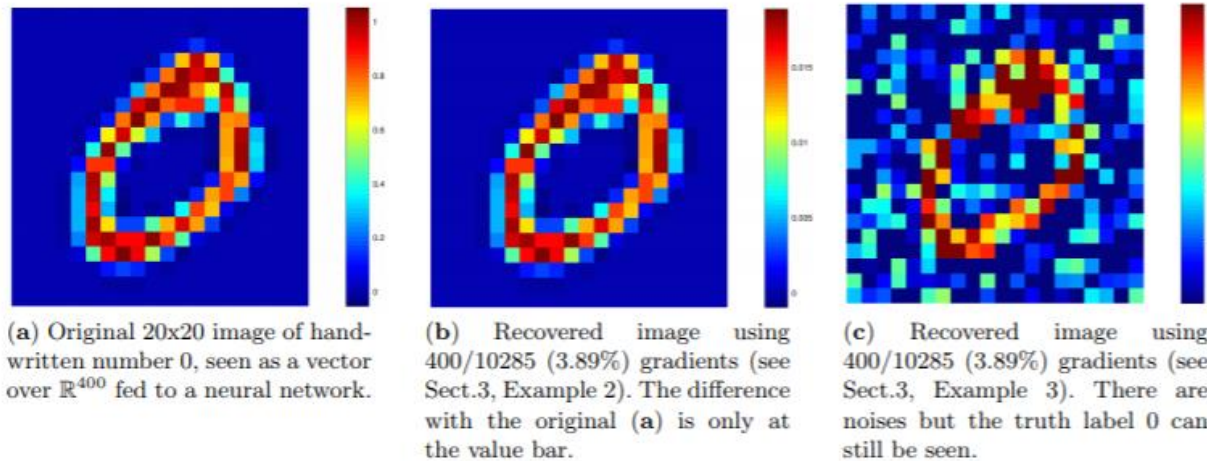 1
0.8
0.6
0.4
0.2
0
0.015
0.01
0.005
0
(a) Original 20x20 image of hand-
written number 0, seen as a vector
over ℝ⁴⁰⁰ fed to a neural network.
(b) Recovered image using
400/10285 (3.89%) gradients (see
Sect.3, Example 2). The difference
with the original (a) is only at
the value bar.
(c) Recovered image using
400/10285 (3.89%) gradients (see
Sect.3, Example 3). There are
noises but the truth label 0 can
still be seen.